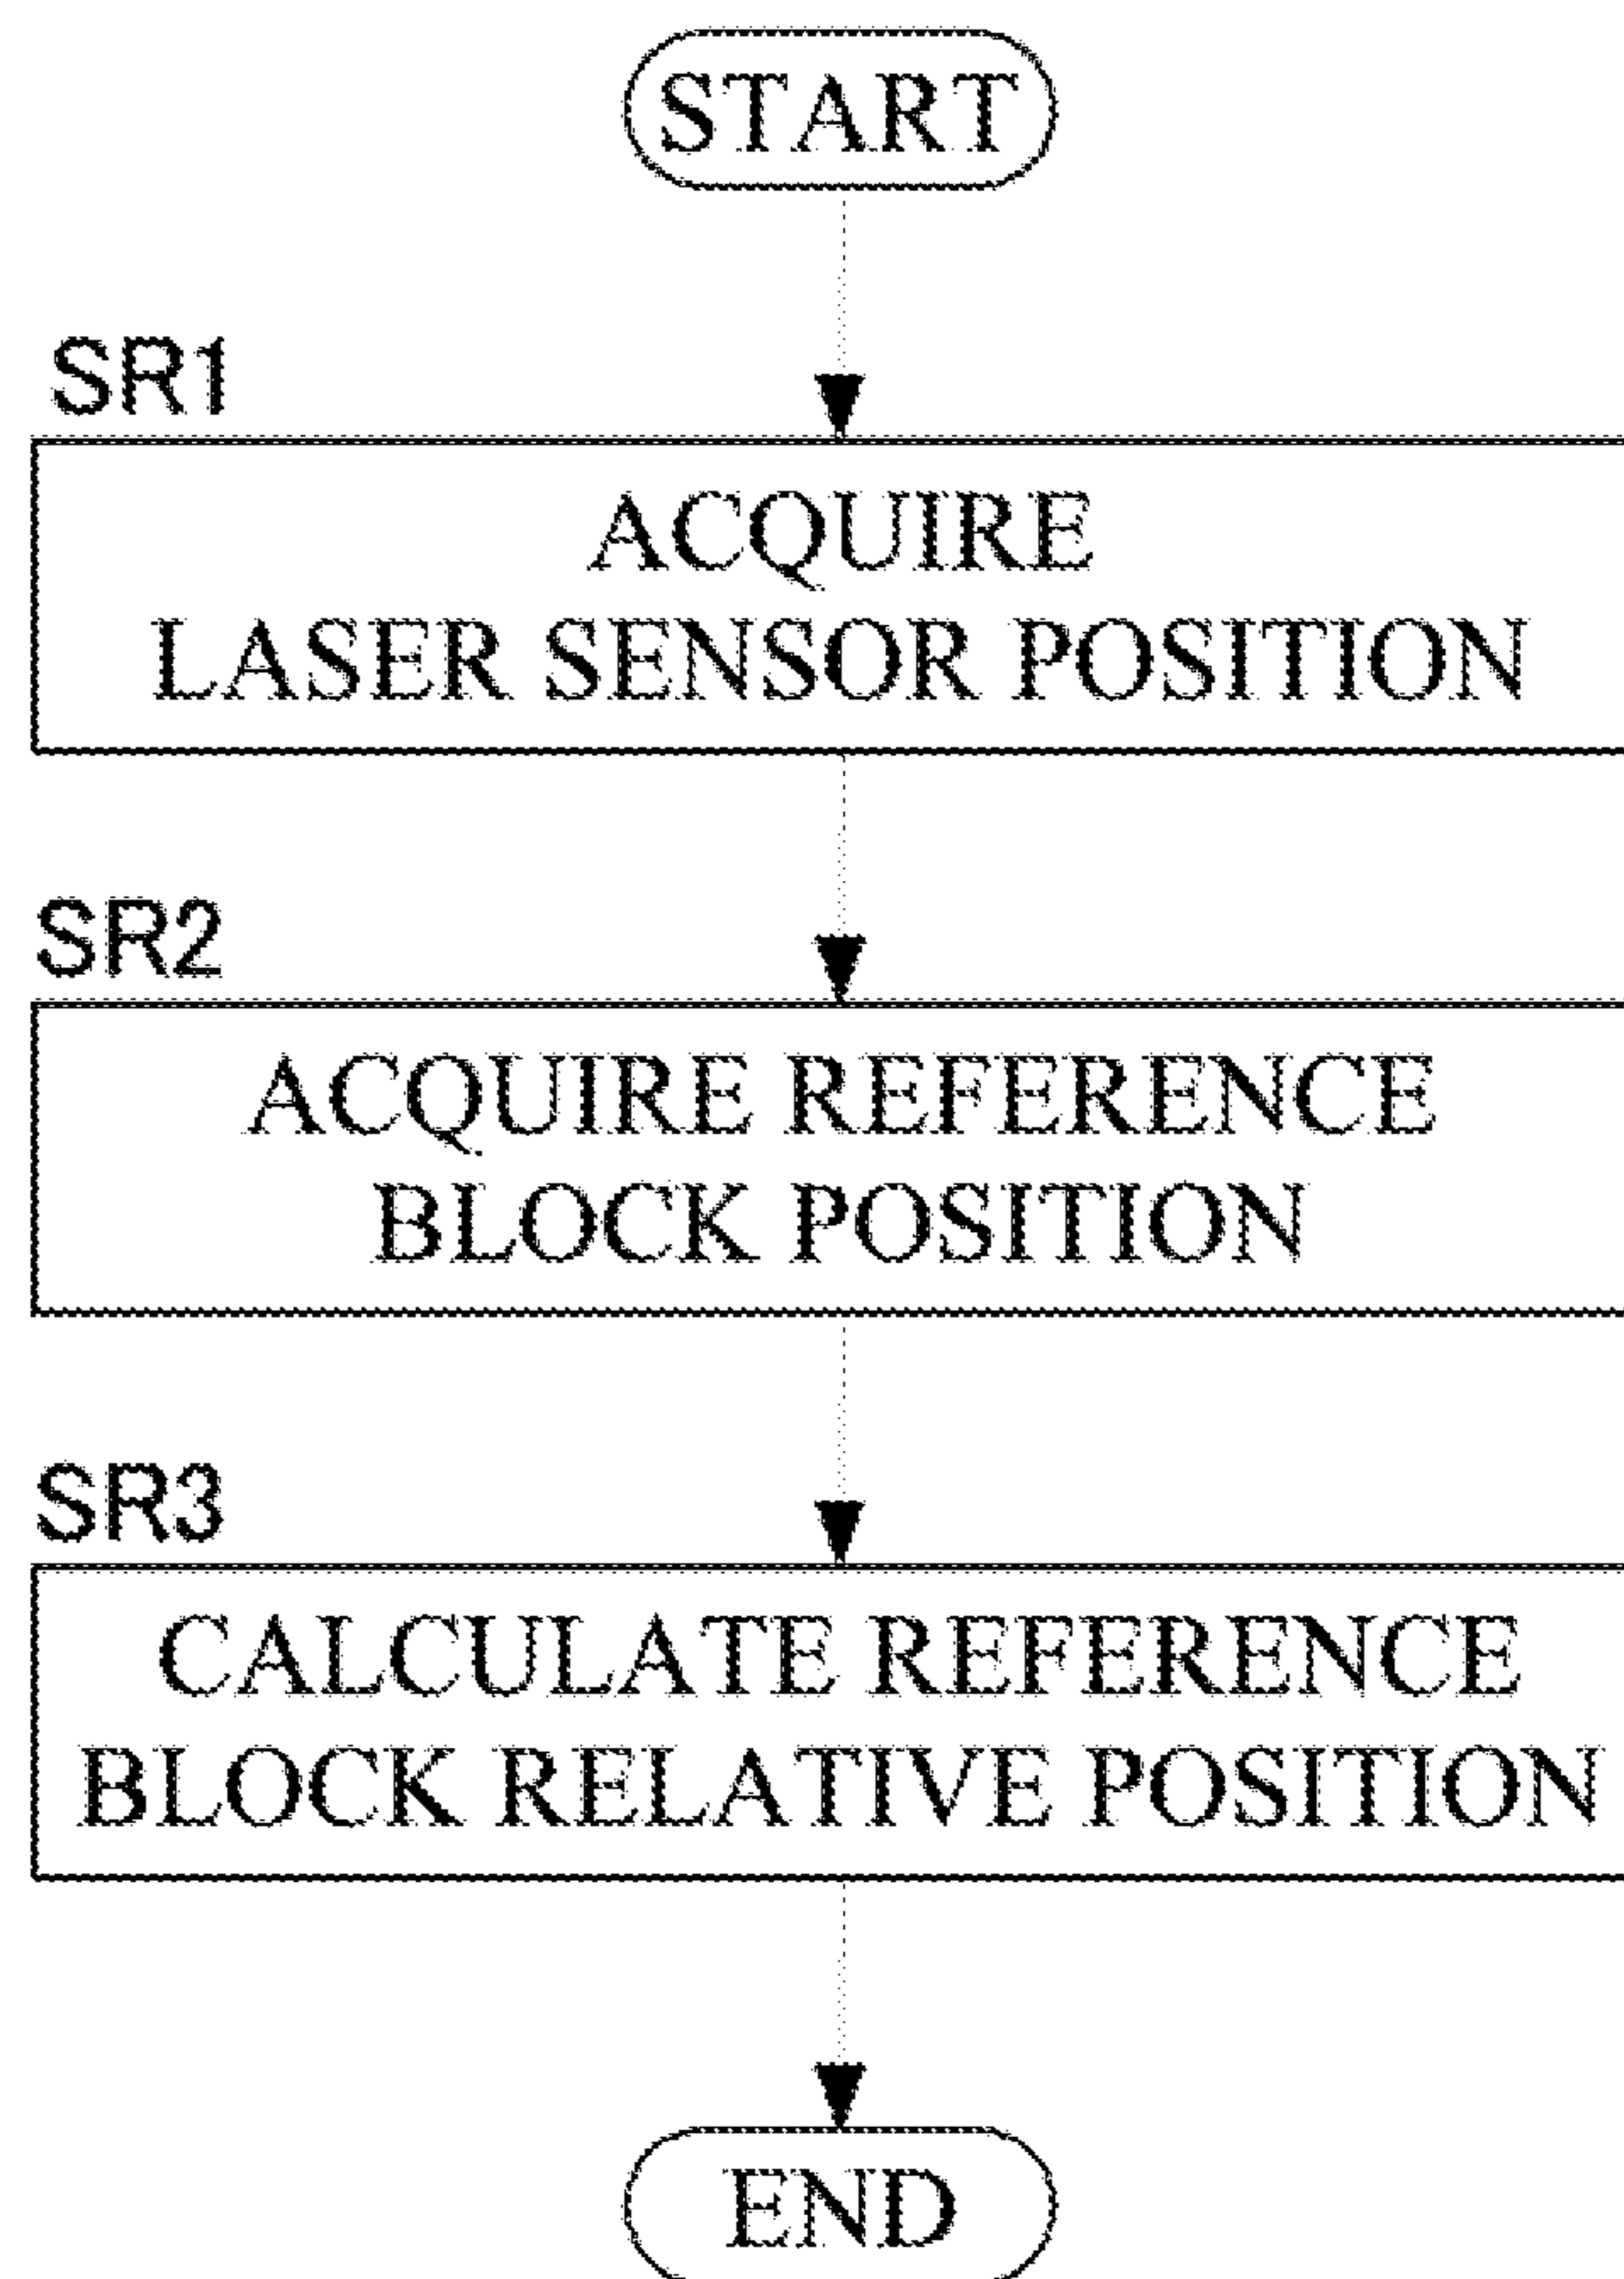 START
SR1
ACQUIRE
LASER SENSOR POSITION
SR2
ACQUIRE REFERENCE
BLOCK POSITION
SR3
CALCULATE REFERENCE
BLOCK RELATIVE POSITION
END